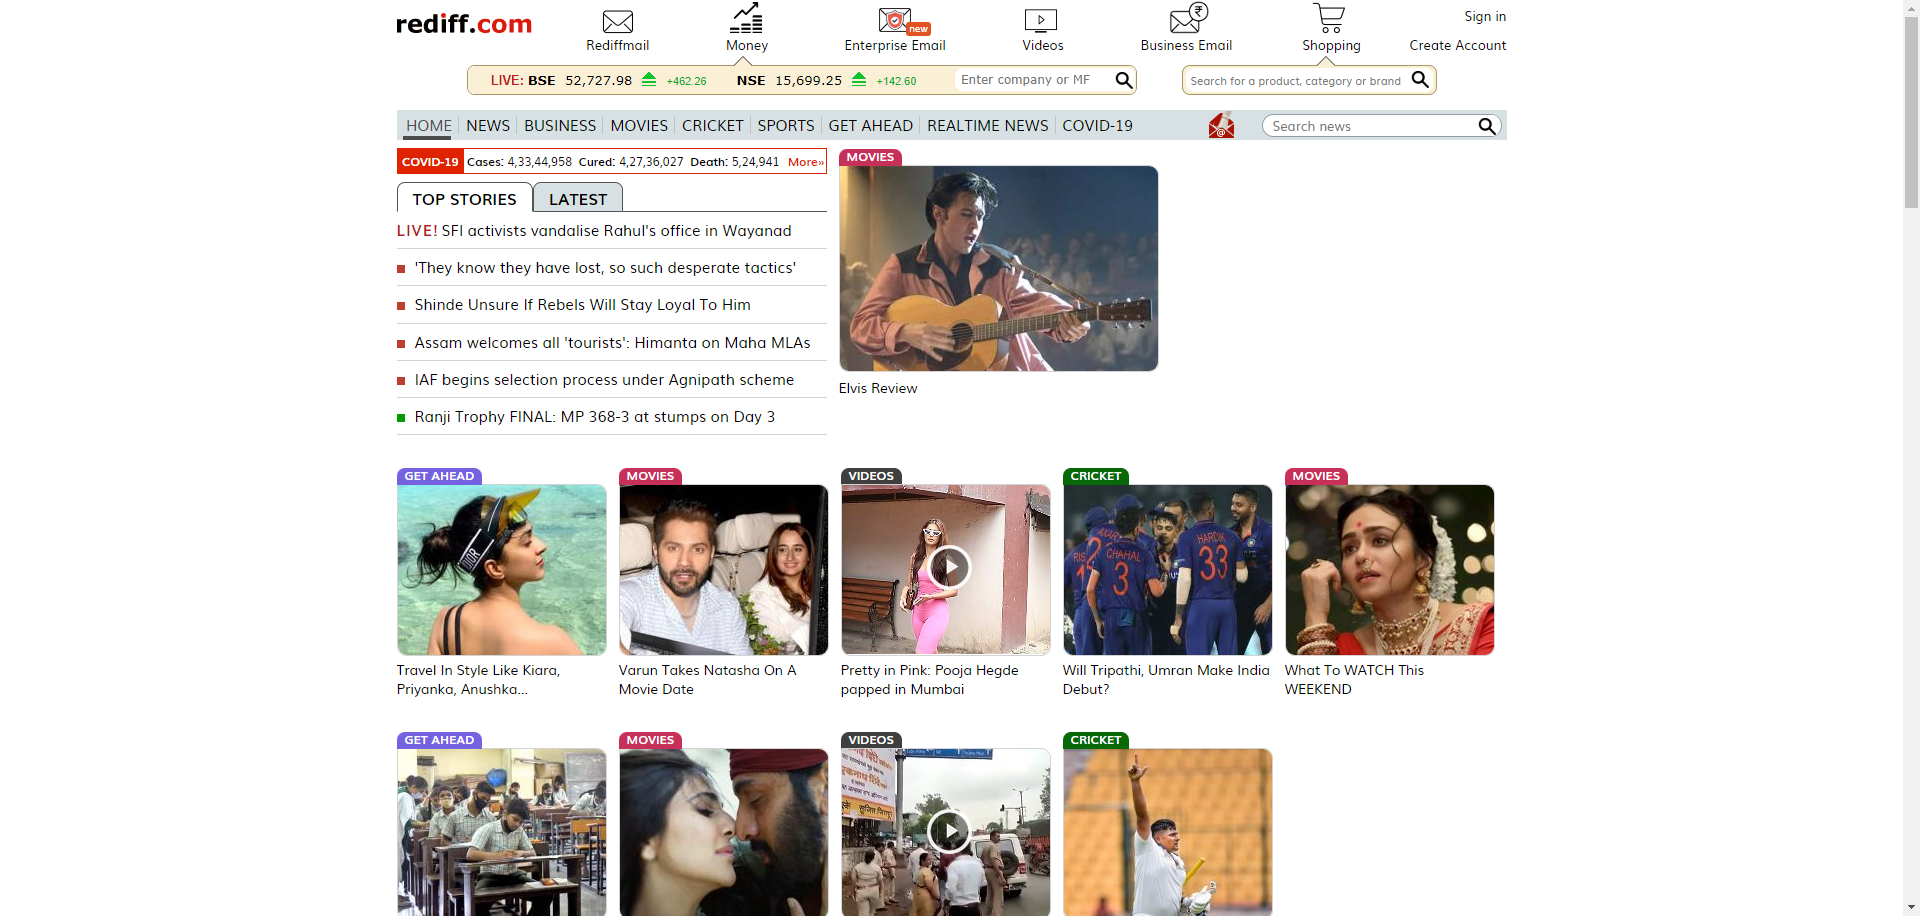 rediff.com
Rediffmail
Money
Enterprise Email
new
Videos
Business Email
Shopping
Sign in
Create Account
LIVE: BSE 52,727.98 +462.26 NSE 15,699.25 +142.60 Enter company or MF
Search for a product, category or brand
HOME NEWS BUSINESS MOVIES CRICKET SPORTS GET AHEAD REALTIME NEWS COVID-19
Search news
COVID-19 Cases: 4,33,44,958 Cured: 4,27,36,027 Death: 5,24,941 More»
TOP STORIES LATEST
LIVE! SFI activists vandalise Rahul's office in Wayanad
'They know they have lost, so such desperate tactics'
Shinde Unsure If Rebels Will Stay Loyal To Him
Assam welcomes all 'tourists': Himanta on Maha MLAs
IAF begins selection process under Agnipath scheme
Ranji Trophy FINAL: MP 368-3 at stumps on Day 3
MOVIES
Elvis Review
GET AHEAD
DIOR
Travel In Style Like Kiara,
Priyanka, Anushka...
MOVIES
Varun Takes Natasha On A
Movie Date
VIDEOS
Pretty in Pink: Pooja Hegde
papped in Mumbai
CRICKET
CHAHAL
3
HARDIK
33
Will Tripathi, Umran Make India
Debut?
MOVIES
What To WATCH This
WEEKEND
GET AHEAD
MOVIES
VIDEOS
CRICKET